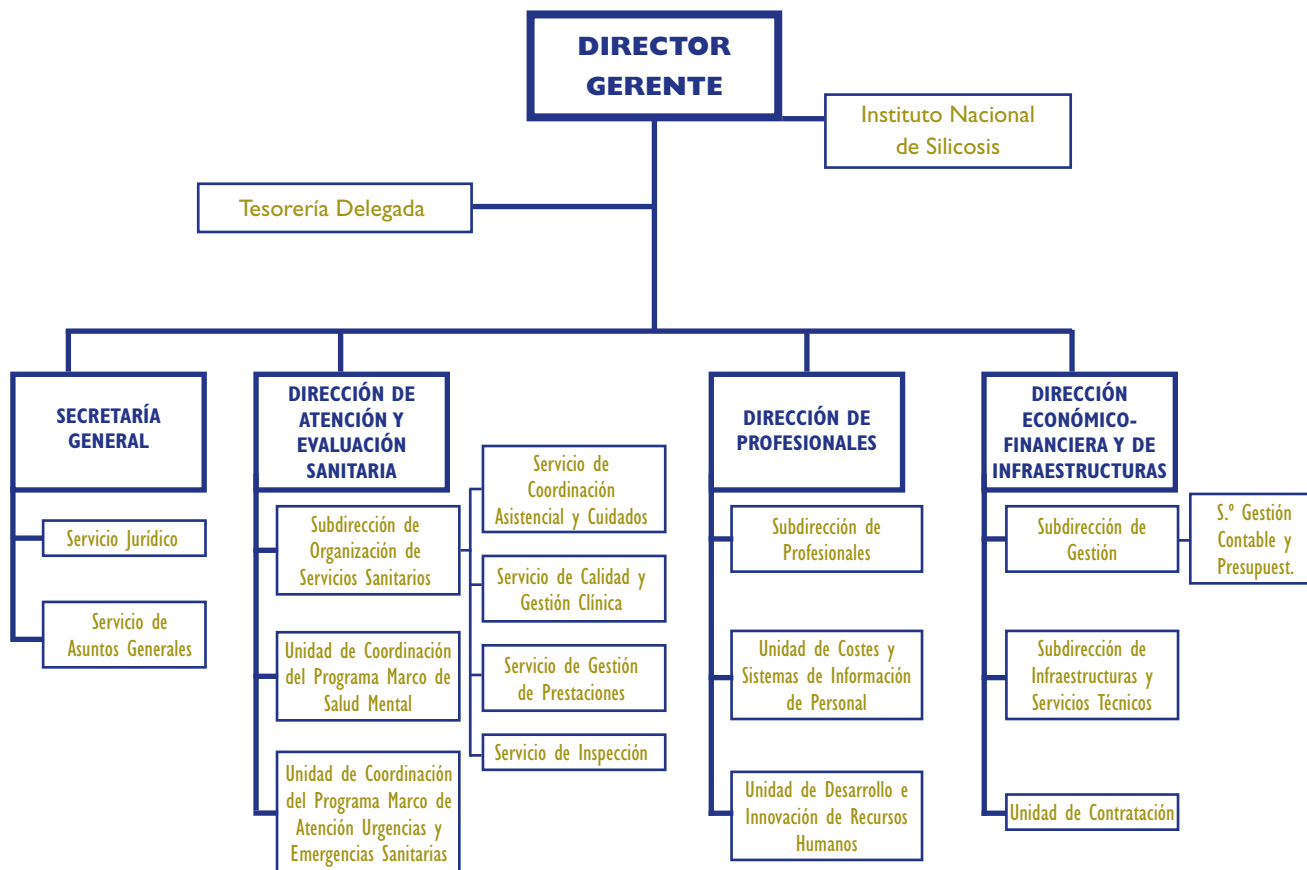 DIRECTOR
GERENTE
Instituto Nacional
de Silicosis
Tesorería Delegada
SECRETARÍA
GENERAL
Servicio Jurídico
Servicio de
Asuntos Generales
DIRECCIÓN DE
ATENCIÓN Y
EVALUACIÓN
SANITARIA
Subdirección de
Organización de
Servicios Sanitarios
Servicio de
Coordinación
Asistencial y Cuidados
Servicio de Calidad y
Gestión Clínica
Servicio de Gestión
de Prestaciones
Servicio de Inspección
Unidad de Coordinación
del Programa Marco de
Salud Mental
Unidad de Coordinación
del Programa Marco de
Atención Urgencias y
Emergencias Sanitarias
DIRECCIÓN DE
PROFESIONALES
Subdirección de
Profesionales
Unidad de Costes y
Sistemas de Información
de Personal
Unidad de Desarrollo e
Innovación de Recursos
Humanos
DIRECCIÓN
ECONÓMICO-
FINANCIERA Y DE
INFRAESTRUCTURAS
Subdirección de
Gestión
S.º Gestión
Contable y
Presupuest.
Subdirección de
Infraestructuras y
Servicios Técnicos
Unidad de Contratación